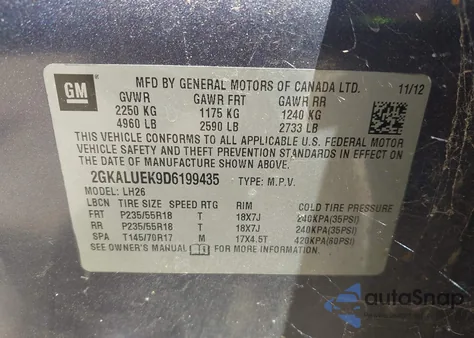 GM
MFD BY GENERAL MOTORS OF CANADA LTD. 11/12
GVWR GAWR FRT GAWR RR
2250 KG 1175 KG 1240 KG
4960 LB 2590 LB 2733 LB
THIS VEHICLE CONFORMS TO ALL APPLICABLE U.S. FEDERAL MOTOR
VEHICLE SAFETY AND THEFT PREVENTION STANDARDS IN EFFECT ON
THE DATE OF MANUFACTURE SHOWN ABOVE.
2GKALUEK9D6199435 TYPE: M.P.V.
MODEL: LH26
LBCN TIRE SIZE SPEED RTG RIM COLD TIRE PRESSURE
FRT P235/55R18 T 18X7J 240KPA(35PSI)
RR P235/55R18 T 18X7J 240KPA(35PSI)
SPA T145/70R17 M 17X4.5T 420KPA(60PSI)
SEE OWNER'S MANUAL FOR MORE INFORMATION.
autoSnap